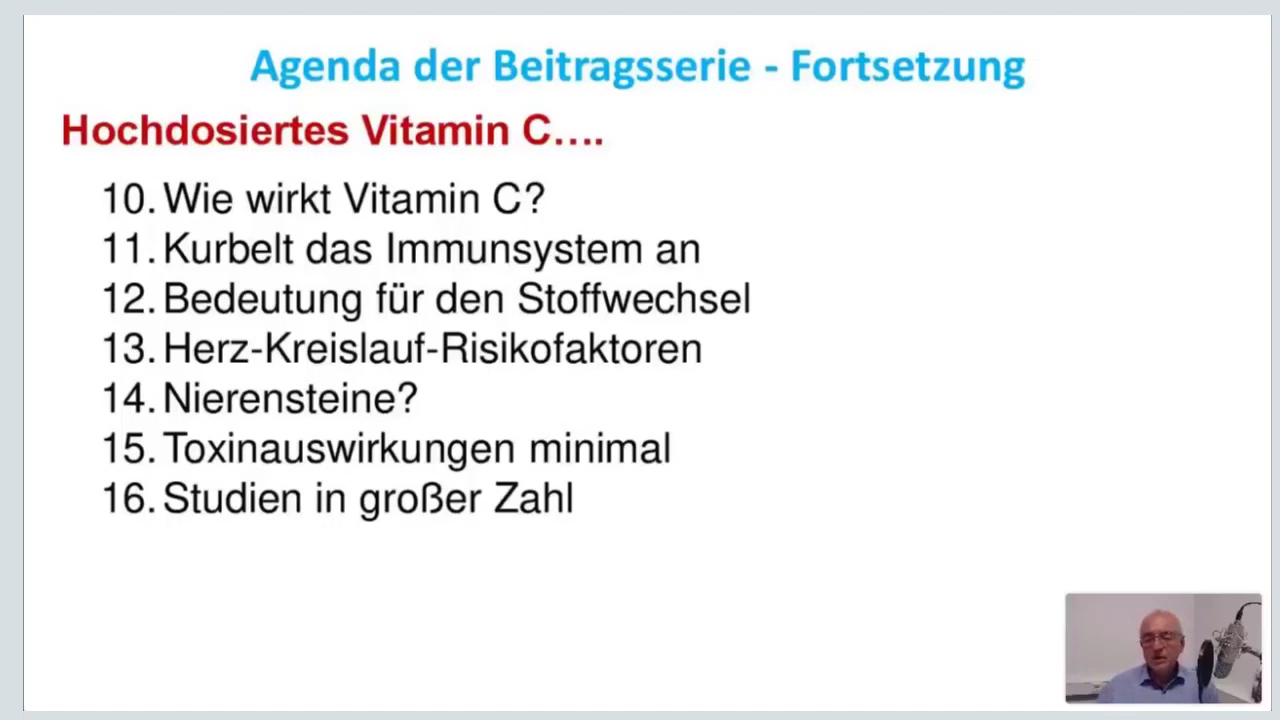 Agenda der Beitragsserie - Fortsetzung
Hochdosiertes Vitamin C....
10. Wie wirkt Vitamin C?
11. Kurbelt das Immunsystem an
12. Bedeutung für den Stoffwechsel
13. Herz-Kreislauf-Risikofaktoren
14. Nierensteine?
15. Toxinauswirkungen minimal
16. Studien in großer Zahl